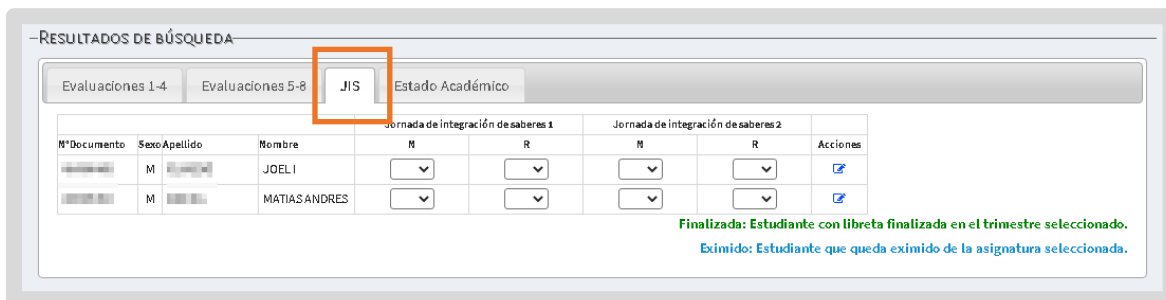 Resultados de búsqueda
Evaluaciones 1-4 Evaluaciones 5-8 JIS Estado Académico
Jornada de integración de saberes 1 Jornada de integración de saberes 2
N°Documento Sexo Apellido Nombre N R N R Acciones
M JOEL I
M MATIAS ANDRES
Finalizada: Estudiante con libreta finalizada en el trimestre seleccionado.
Eximido: Estudiante que queda eximido de la asignatura seleccionada.